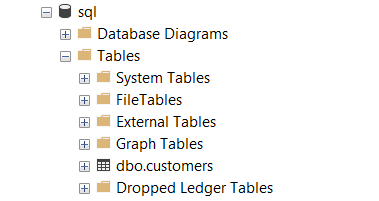 sql
Database Diagrams
Tables
System Tables
FileTables
External Tables
Graph Tables
dbo.customers
Dropped Ledger Tables